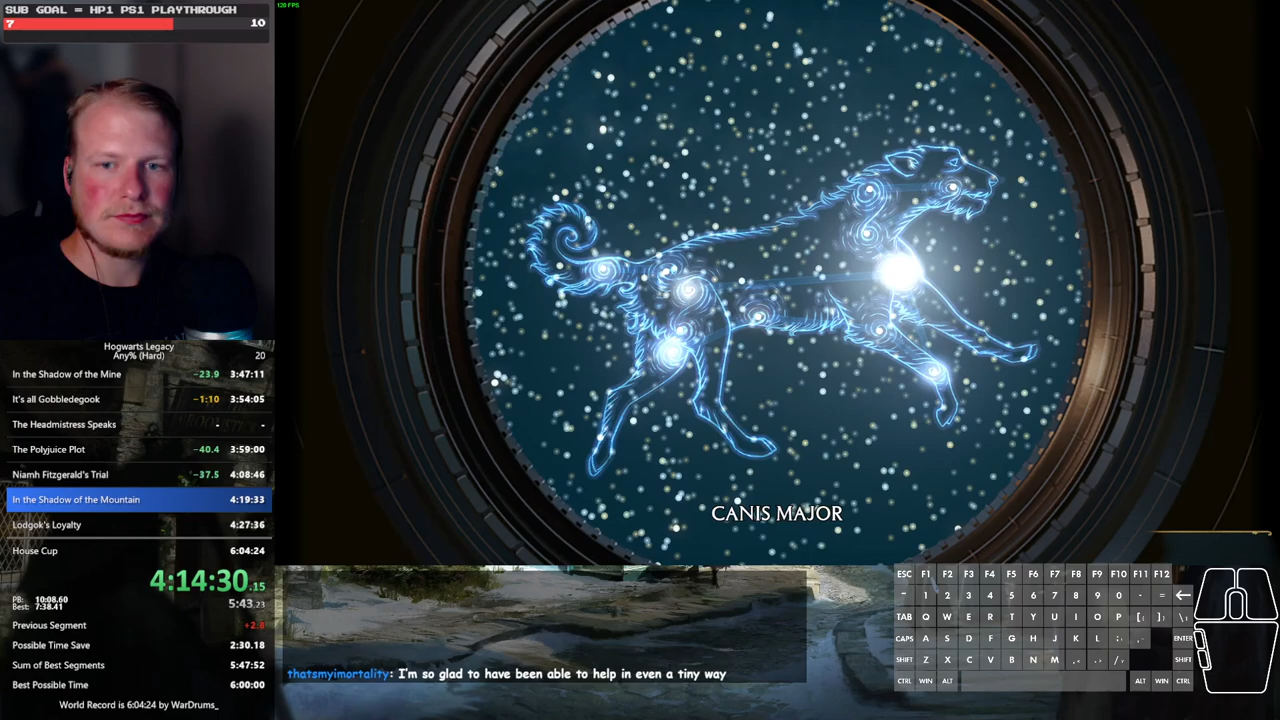 SUB GOAL = HP1 PS1 PLAYTHROUGH
7 10
120 FPS
CANIS MAJOR
Hogwarts Legacy
Any% (Hard) 20
In the Shadow of the Mine -23.9 3:47:11
It's all Gobbledegook -1:10 3:54:05
The Headmistress Speaks - -
The Polyjuice Plot -40.4 3:59:00
Niamh Fitzgerald's Trial -37.5 4:08:46
In the Shadow of the Mountain 4:19:33
Lodgok's Loyalty 4:27:36
House Cup 6:04:24
4:14:30.15
PB: 10:08.60
Best: 7:38.41
5:43.23
Previous Segment +2:8
Possible Time Save 2:30.18
Sum of Best Segments 5:47:52
Best Possible Time 6:00:00
World Record is 6:04:24 by WarDrums_
thatsmyimortality: I'm so glad to have been able to help in even a tiny way
ESC F1 F2 F3 F4 F5 F6 F7 F8 F9 F10 F11 F12
~ 1 2 3 4 5 6 7 8 9 0 - = ←
TAB Q W E R T Y U I O P [{ ]} \|
CAPS A S D F G H J K L ;: ENTER
SHIFT Z X C V B N M ,< .> /? SHIFT
CTRL WIN ALT ALT WIN CTRL